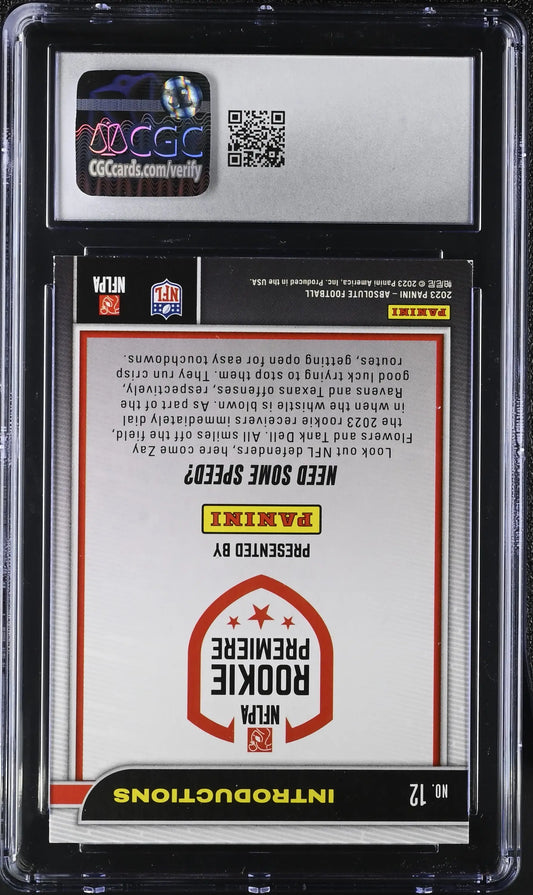 CGC
CGCcards.com/verify
INTRODUCTIONS
NO. 12
NFLPA
ROOKIE
PREMIERE
PRESENTED BY
PANINI
NEED SOME SPEED?
Look out NFL defenders, here come Zay
Flowers and Tank Dell. All smiles off the field,
the 2023 rookie receivers immediately dial
in when the whistle is blown. As part of the
Ravens and Texans offenses, respectively,
good luck trying to stop them. They run crisp
routes, getting open for easy touchdowns.
PANINI
2023 PANINI – ABSOLUTE FOOTBALL
帕尼尼 © 2023 Panini America, Inc. Produced in the USA.
NFL
NFLPA